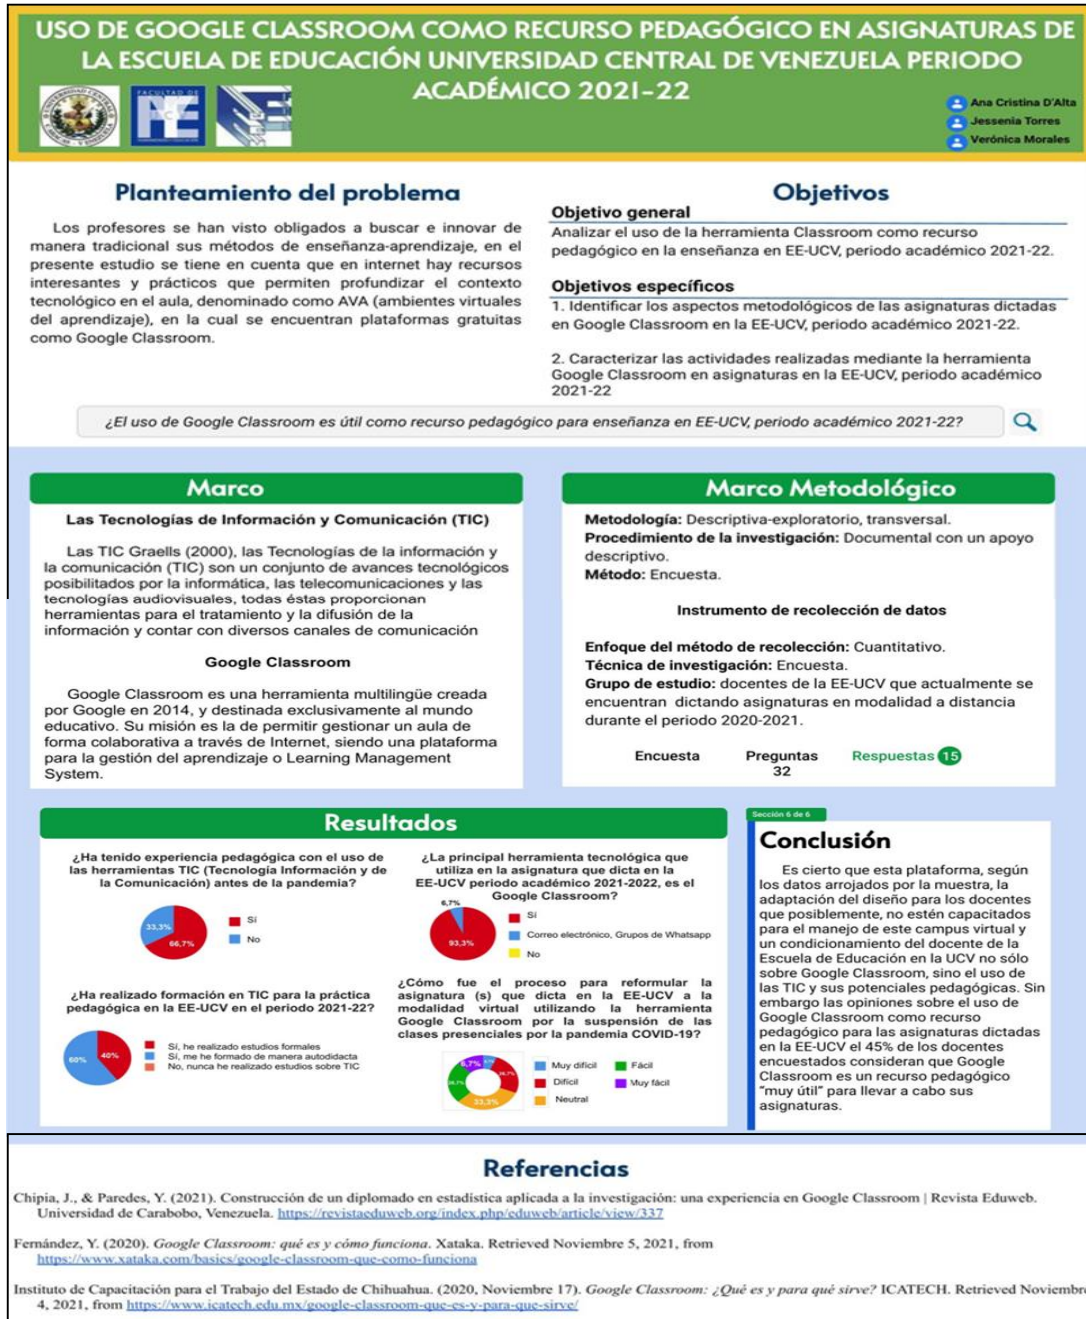 USO DE GOOGLE CLASSROOM COMO RECURSO PEDAGÓGICO EN ASIGNATURAS DE
LA ESCUELA DE EDUCACIÓN UNIVERSIDAD CENTRAL DE VENEZUELA PERIODO
ACADÉMICO 2021-22
FACULTAD DE
Ana Cristina D'Alta
Jessenia Torres
Verónica Morales
Planteamiento del problema
Los profesores se han visto obligados a buscar e innovar de
manera tradicional sus métodos de enseñanza-aprendizaje, en el
presente estudio se tiene en cuenta que en internet hay recursos
interesantes y prácticos que permiten profundizar el contexto
tecnológico en el aula, denominado como AVA (ambientes virtuales
del aprendizaje), en la cual se encuentran plataformas gratuitas
como Google Classroom.
Objetivos
Objetivo general
Analizar el uso de la herramienta Classroom como recurso
pedagógico en la enseñanza en EE-UCV, periodo académico 2021-22.
Objetivos específicos
1. Identificar los aspectos metodológicos de las asignaturas dictadas
en Google Classroom en la EE-UCV, periodo académico 2021-22.
2. Caracterizar las actividades realizadas mediante la herramienta
Google Classroom en asignaturas en la EE-UCV, periodo académico
2021-22
¿El uso de Google Classroom es útil como recurso pedagógico para enseñanza en EE-UCV, periodo académico 2021-22?
Marco
Las Tecnologías de Información y Comunicación (TIC)
Las TIC Graells (2000), las Tecnologías de la información y
la comunicación (TIC) son un conjunto de avances tecnológicos
posibilitados por la informática, las telecomunicaciones y las
tecnologías audiovisuales, todas éstas proporcionan
herramientas para el tratamiento y la difusión de la
información y contar con diversos canales de comunicación
Google Classroom
Google Classroom es una herramienta multilingüe creada
por Google en 2014, y destinada exclusivamente al mundo
educativo. Su misión es la de permitir gestionar un aula de
forma colaborativa a través de Internet, siendo una plataforma
para la gestión del aprendizaje o Learning Management
System.
Marco Metodológico
Metodología: Descriptiva-exploratorio, transversal.
Procedimiento de la investigación: Documental con un apoyo
descriptivo.
Método: Encuesta.
Instrumento de recolección de datos
Enfoque del método de recolección: Cuantitativo.
Técnica de investigación: Encuesta.
Grupo de estudio: docentes de la EE-UCV que actualmente se
encuentran dictando asignaturas en modalidad a distancia
durante el periodo 2020-2021.
Encuesta Preguntas Respuestas 15
32
Resultados
¿Ha tenido experiencia pedagógica con el uso de
las herramientas TIC (Tecnología Información y de
la Comunicación) antes de la pandemia?
33,3%
66,7%
Sí
No
¿La principal herramienta tecnológica que
utiliza en la asignatura que dicta en la
EE-UCV periodo académico 2021-2022, es el
Google Classroom?
6,7%
93,3%
Sí
Correo electrónico, Grupos de Whatsapp
No
¿Ha realizado formación en TIC para la práctica
pedagógica en la EE-UCV en el periodo 2021-22?
60%
40%
Sí, he realizado estudios formales
Sí, me he formado de manera autodidacta
No, nunca he realizado estudios sobre TIC
¿Cómo fue el proceso para reformular la
asignatura (s) que dicta en la EE-UCV a la
modalidad virtual utilizando la herramienta
Google Classroom por la suspensión de las
clases presenciales por la pandemia COVID-19?
6,7%
26,7%
26,7%
33,3%
Muy difícil
Fácil
Difícil
Muy fácil
Neutral
Sección 6 de 6
Conclusión
Es cierto que esta plataforma, según
los datos arrojados por la muestra, la
adaptación del diseño para los docentes
que posiblemente, no estén capacitados
para el manejo de este campus virtual y
un condicionamiento del docente de la
Escuela de Educación en la UCV no sólo
sobre Google Classroom, sino el uso de
las TIC y sus potenciales pedagógicas. Sin
embargo las opiniones sobre el uso de
Google Classroom como recurso
pedagógico para las asignaturas dictadas
en la EE-UCV el 45% de los docentes
encuestados consideran que Google
Classroom es un recurso pedagógico
"muy útil" para llevar a cabo sus
asignaturas.
Referencias
Chipia, J., & Paredes, Y. (2021). Construcción de un diplomado en estadística aplicada a la investigación: una experiencia en Google Classroom | Revista Eduweb.
Universidad de Carabobo, Venezuela. https://revistaeduweb.org/index.php/eduweb/article/view/337
Fernández, Y. (2020). Google Classroom: qué es y cómo funciona. Xataka. Retrieved Noviembre 5, 2021, from
https://www.xataka.com/basics/google-classroom-que-como-funciona
Instituto de Capacitación para el Trabajo del Estado de Chihuahua. (2020, Noviembre 17). Google Classroom: ¿Qué es y para qué sirve? ICATECH. Retrieved Noviembre
4, 2021, from https://www.icatech.edu.mx/google-classroom-que-es-y-para-que-sirve/